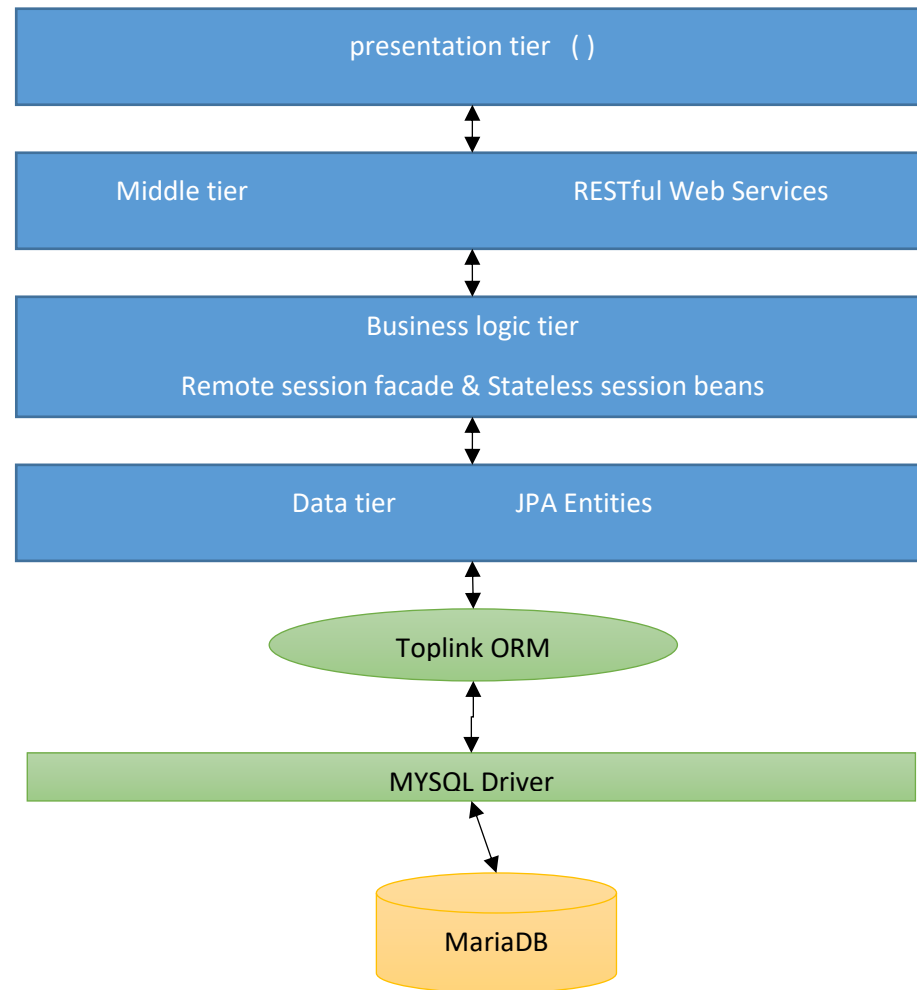 presentation tier ( )
Middle tier RESTful Web Services
Business logic tier
Remote session facade & Stateless session beans
Data tier JPA Entities
Toplink ORM
MYSQL Driver
MariaDB